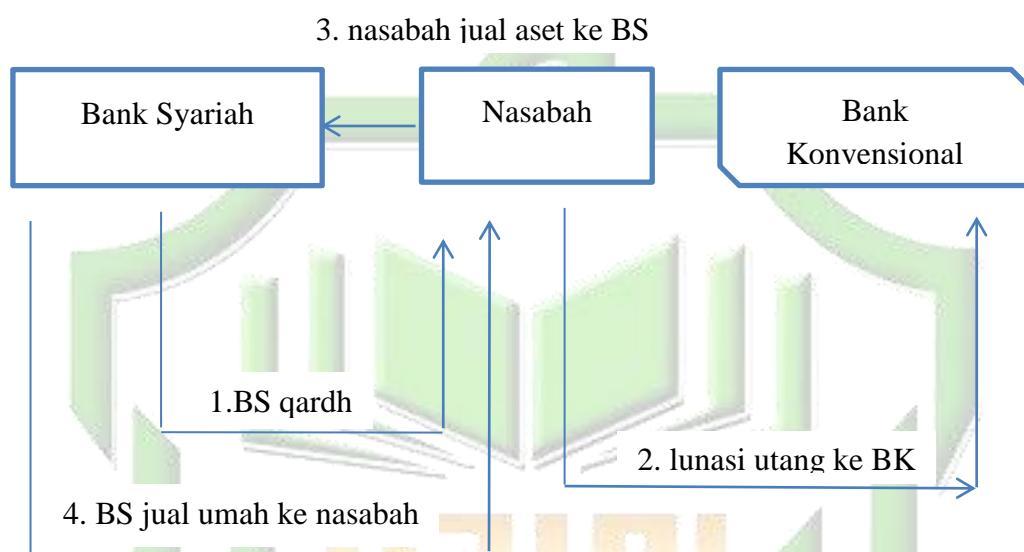 3. nasabah jual aset ke BS
Bank Syariah
Nasabah
Bank
Konvensional
1.BS qardh
2. lunasi utang ke BK
4. BS jual umah ke nasabah